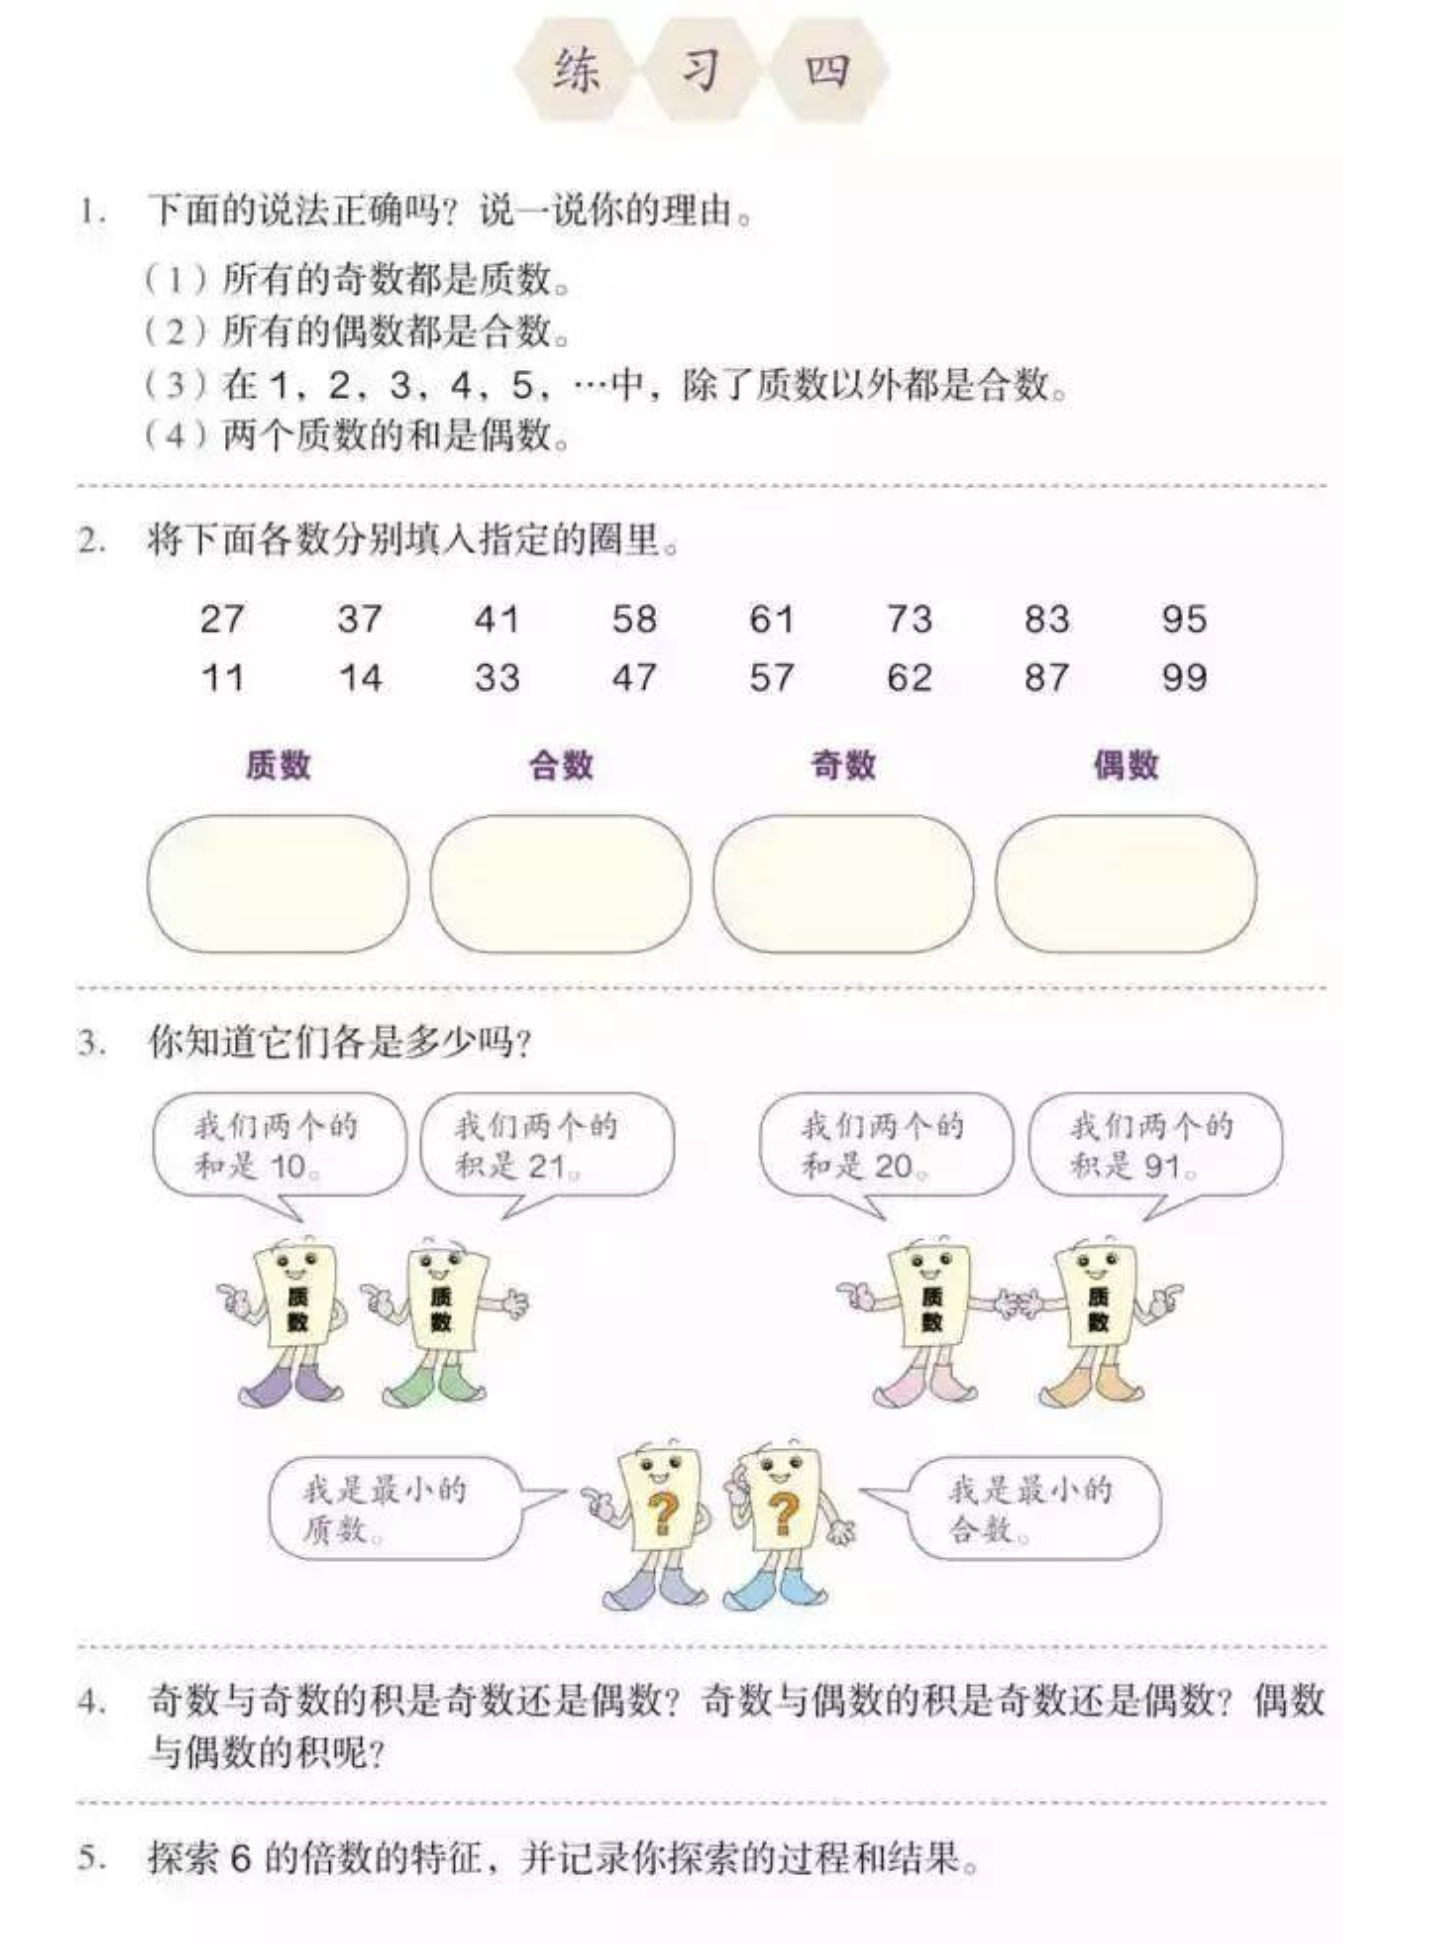 练习四
1. 下面的说法正确吗？说一说你的理由。
（1）所有的奇数都是质数。
（2）所有的偶数都是合数。
（3）在 1，2，3，4，5，…中，除了质数以外都是合数。
（4）两个质数的和是偶数。
2. 将下面各数分别填入指定的圈里。
27 37 41 58 61 73 83 95
11 14 33 47 57 62 87 99
质数 合数 奇数 偶数
3. 你知道它们各是多少吗？
我们两个的
和是 10。
我们两个的
积是 21。
我们两个的
和是 20。
我们两个的
积是 91。
质
数
质
数
质
数
质
数
我是最小的
质数。
?
?
我是最小的
合数。
4. 奇数与奇数的积是奇数还是偶数？奇数与偶数的积是奇数还是偶数？偶数
与偶数的积呢？
5. 探索 6 的倍数的特征，并记录你探索的过程和结果。